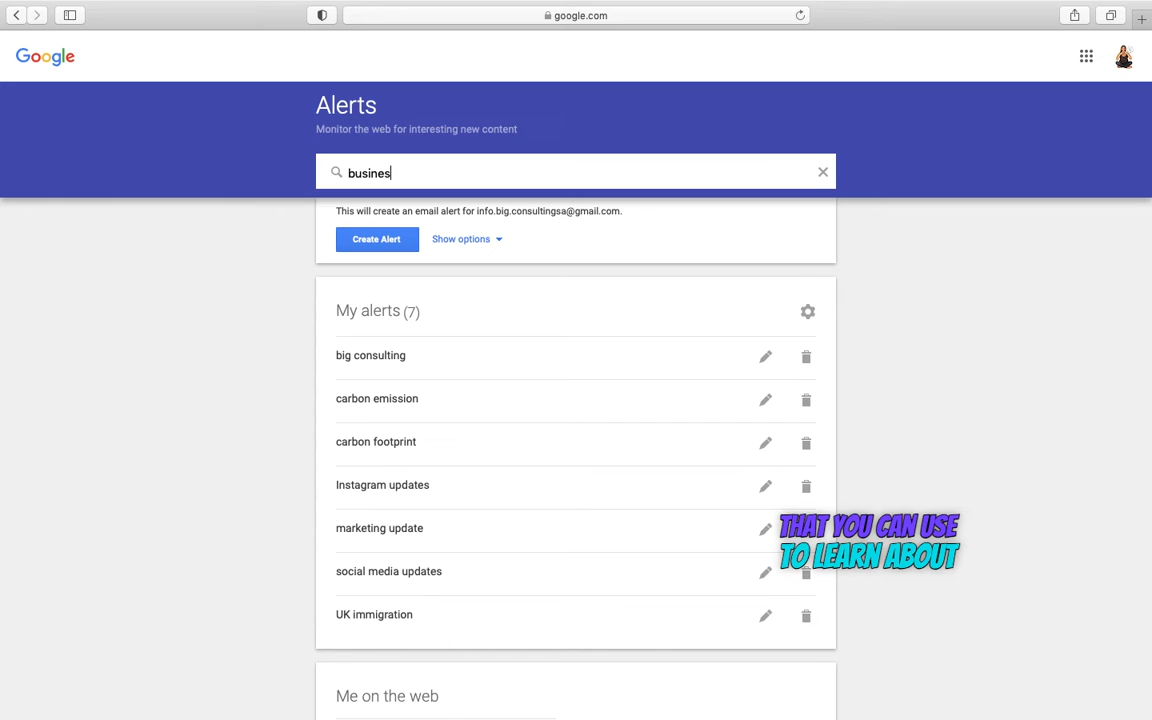 google.com
Google
Alerts
Monitor the web for interesting new content
busines
This will create an email alert for info.big.consultingsa@gmail.com.
Create Alert
Show options
My alerts (7)
big consulting
carbon emission
carbon footprint
Instagram updates
marketing update
THAT YOU CAN USE
TO LEARN ABOUT
social media updates
UK immigration
Me on the web